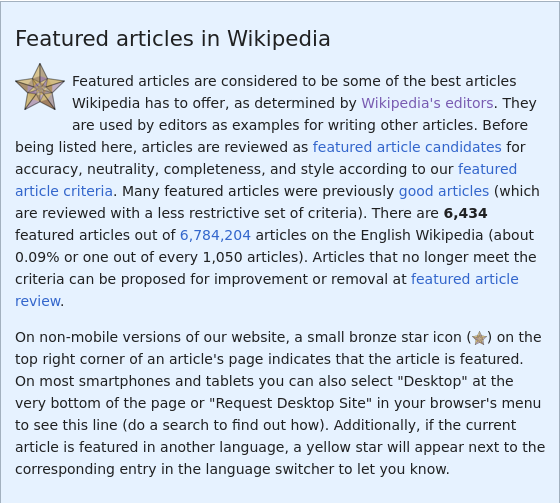 Featured articles in Wikipedia
Featured articles are considered to be some of the best articles
Wikipedia has to offer, as determined by Wikipedia's editors. They
are used by editors as examples for writing other articles. Before
being listed here, articles are reviewed as featured article candidates for
accuracy, neutrality, completeness, and style according to our featured
article criteria. Many featured articles were previously good articles (which
are reviewed with a less restrictive set of criteria). There are 6,434
featured articles out of 6,784,204 articles on the English Wikipedia (about
0.09% or one out of every 1,050 articles). Articles that no longer meet the
criteria can be proposed for improvement or removal at featured article
review.
On non-mobile versions of our website, a small bronze star icon () on the
top right corner of an article's page indicates that the article is featured.
On most smartphones and tablets you can also select "Desktop" at the
very bottom of the page or "Request Desktop Site" in your browser's menu
to see this line (do a search to find out how). Additionally, if the current
article is featured in another language, a yellow star will appear next to the
corresponding entry in the language switcher to let you know.